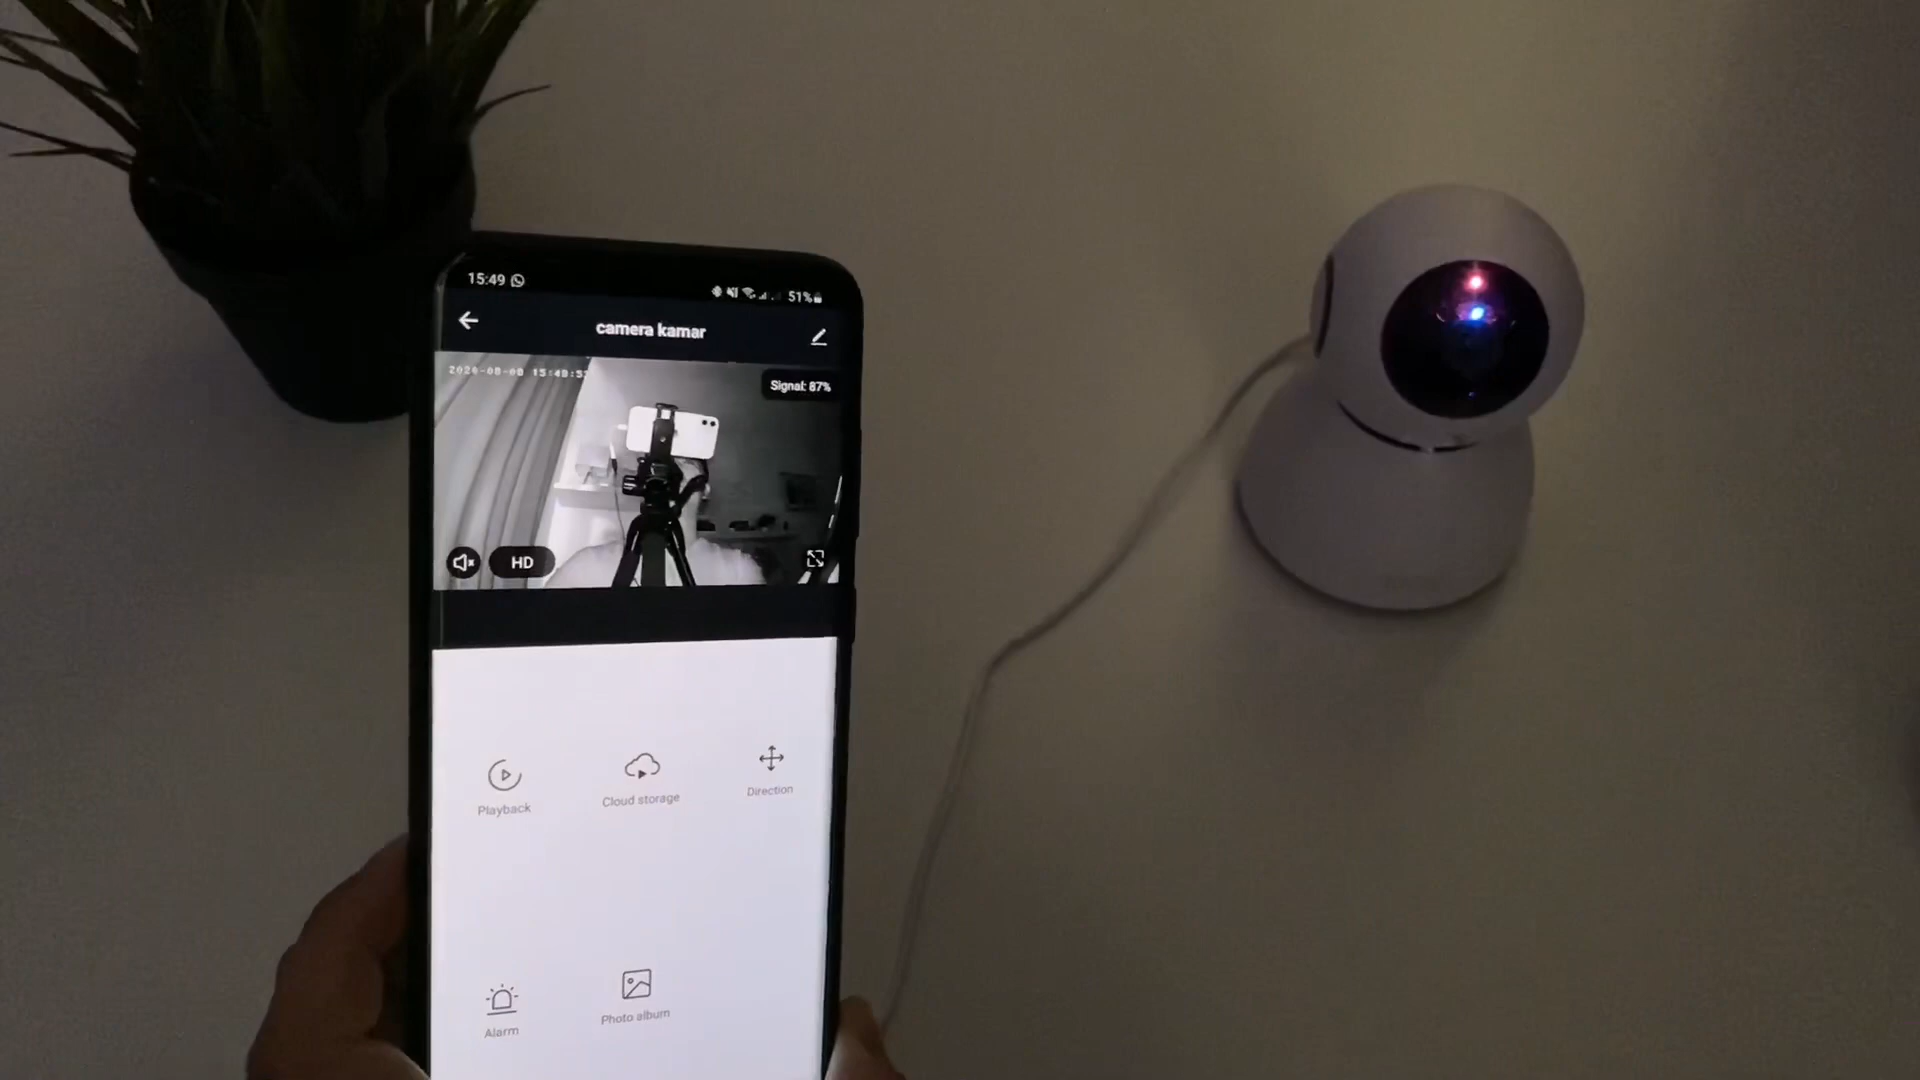 15:49
51%
camera kamar
Signal: 87%
HD
Playback
Cloud storage
Direction
Alarm
Photo album